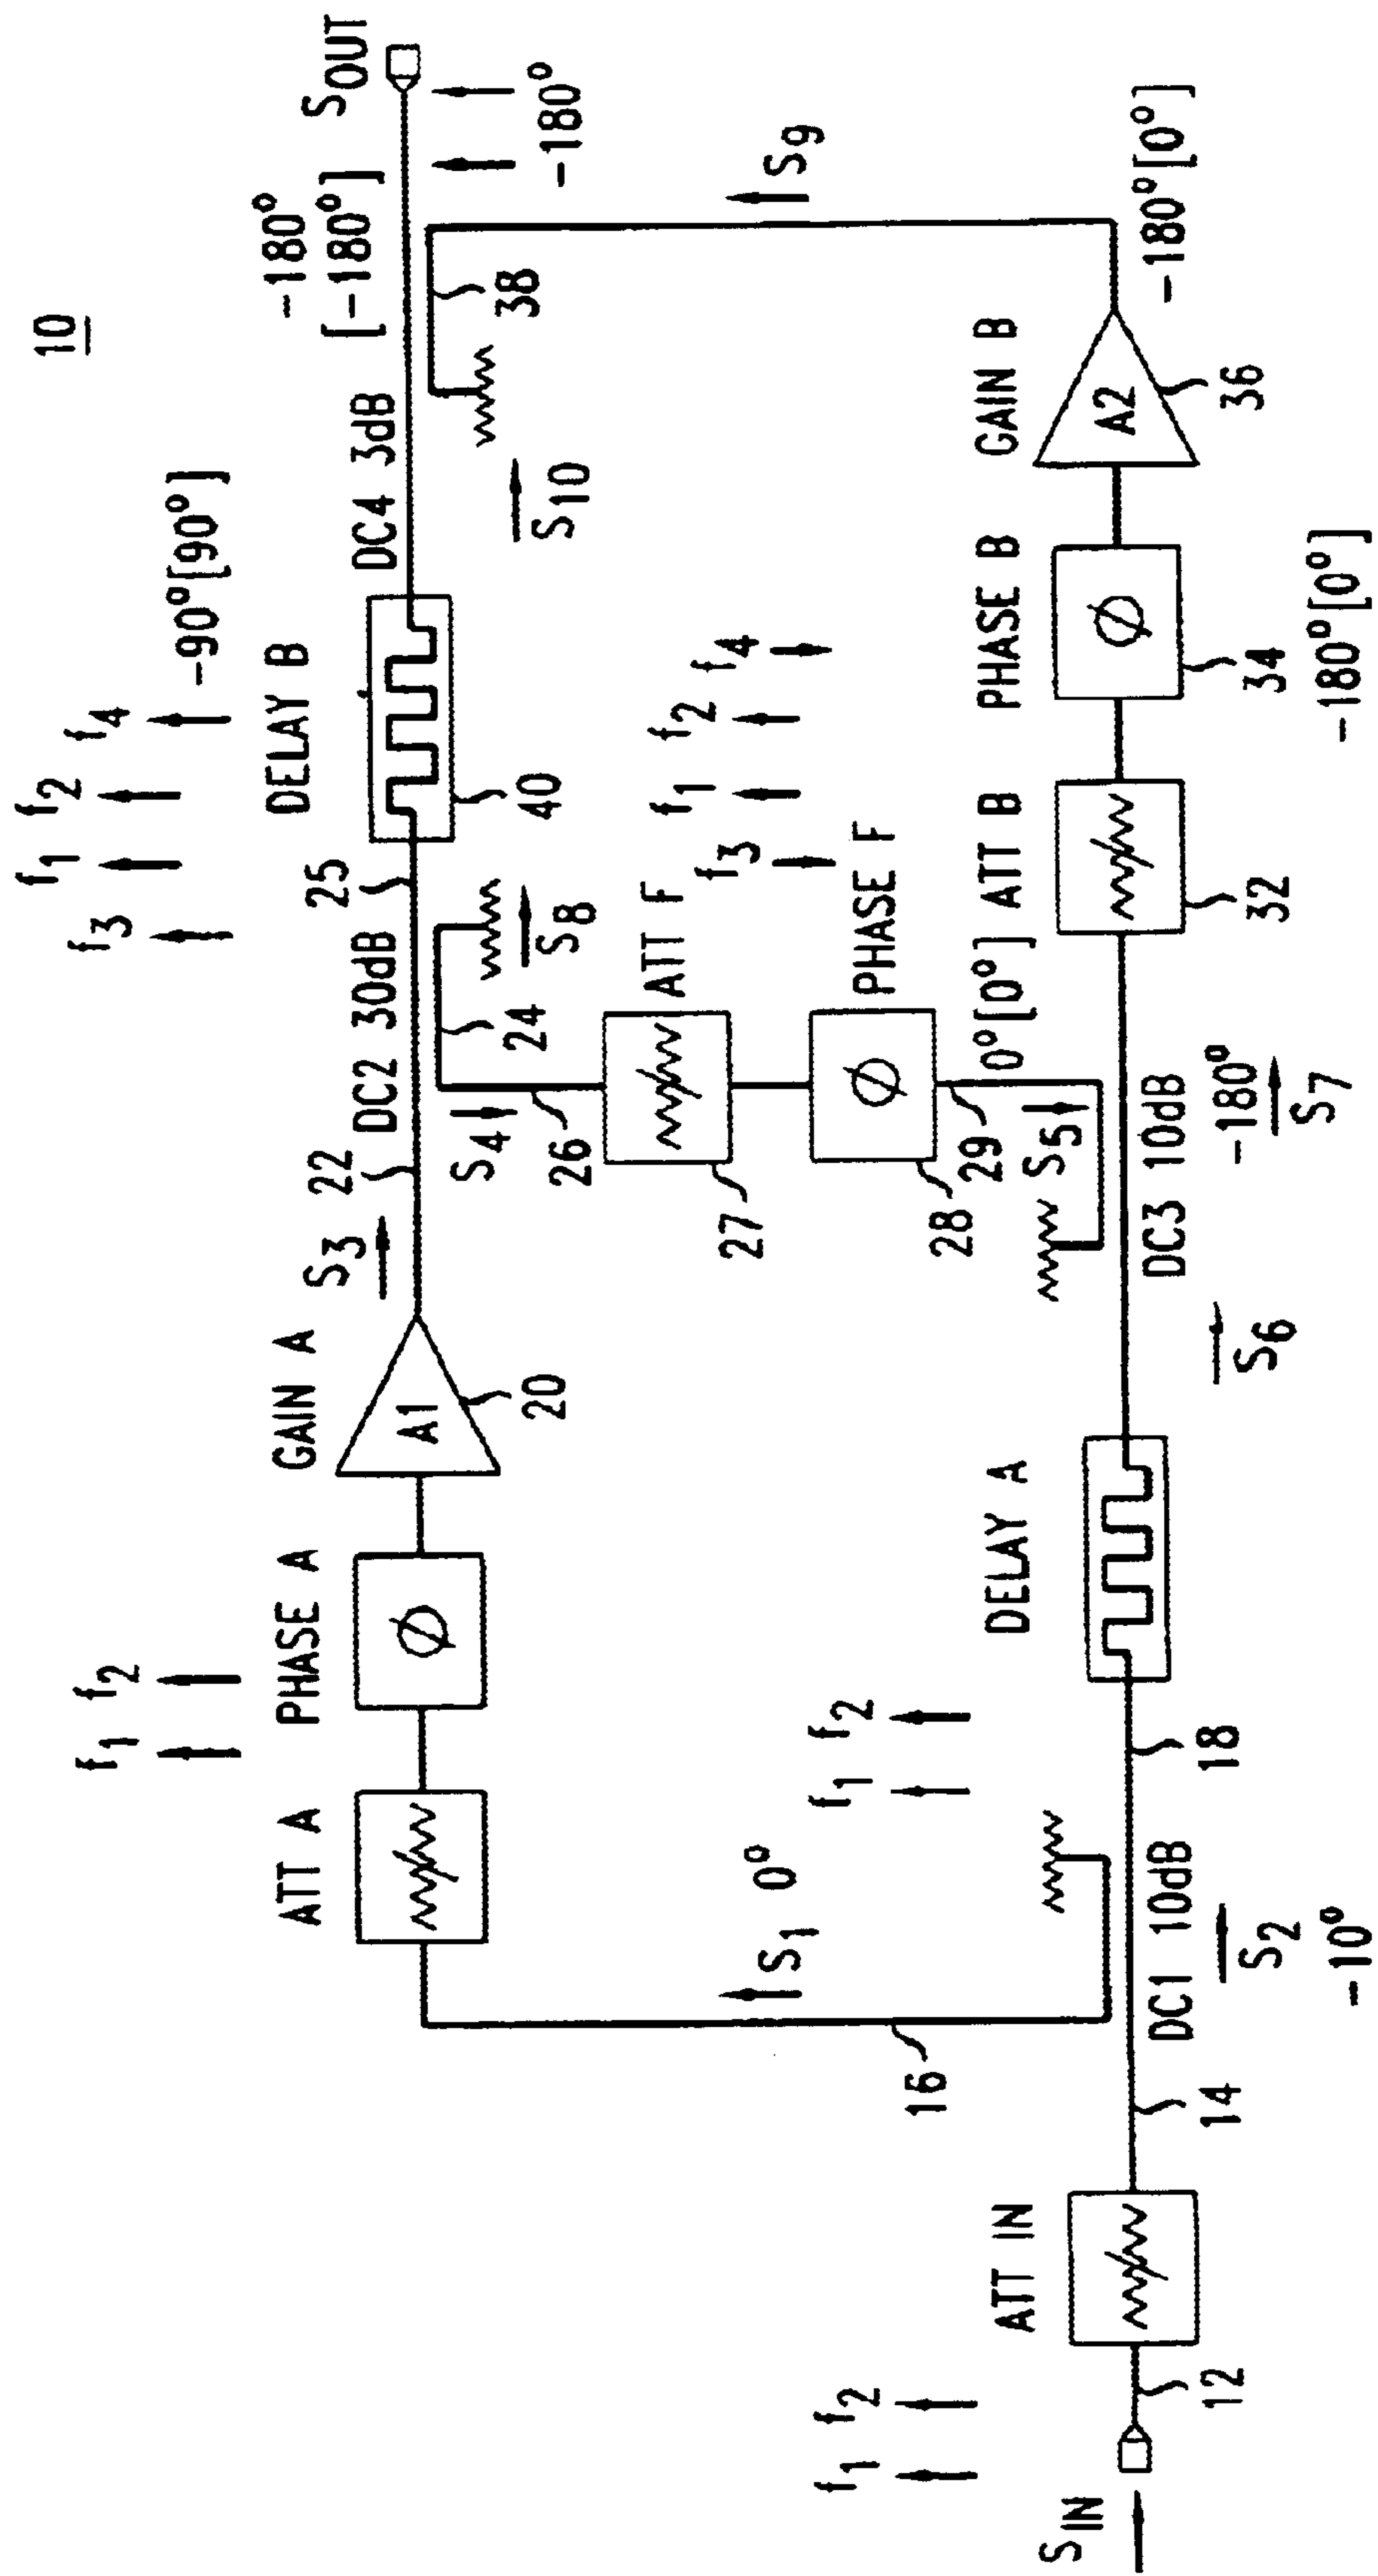 10
f1 f2
f3 f1 f2 f4
-90°[90°]
-180°
[-180°]
SOUT
ATT A
PHASE A
GAIN A
A1
20
S3
22
DC2 30dB
25
DELAY B
40
DC4 3dB
-180°
38
S10
S9
S4
26
24
S8
ATT F
27
f3 f1 f2 f4
PHASE F
28
29
S5
0°[0°]
S1 0°
16
f1 f2
f1 f2
SIN
12
ATT IN
14
DC1 10dB
S2
-10°
18
DELAY A
S6
DC3 10dB
-180°
S7
ATT B
32
PHASE B
34
-180°[0°]
GAIN B
A2
36
-180°[0°]